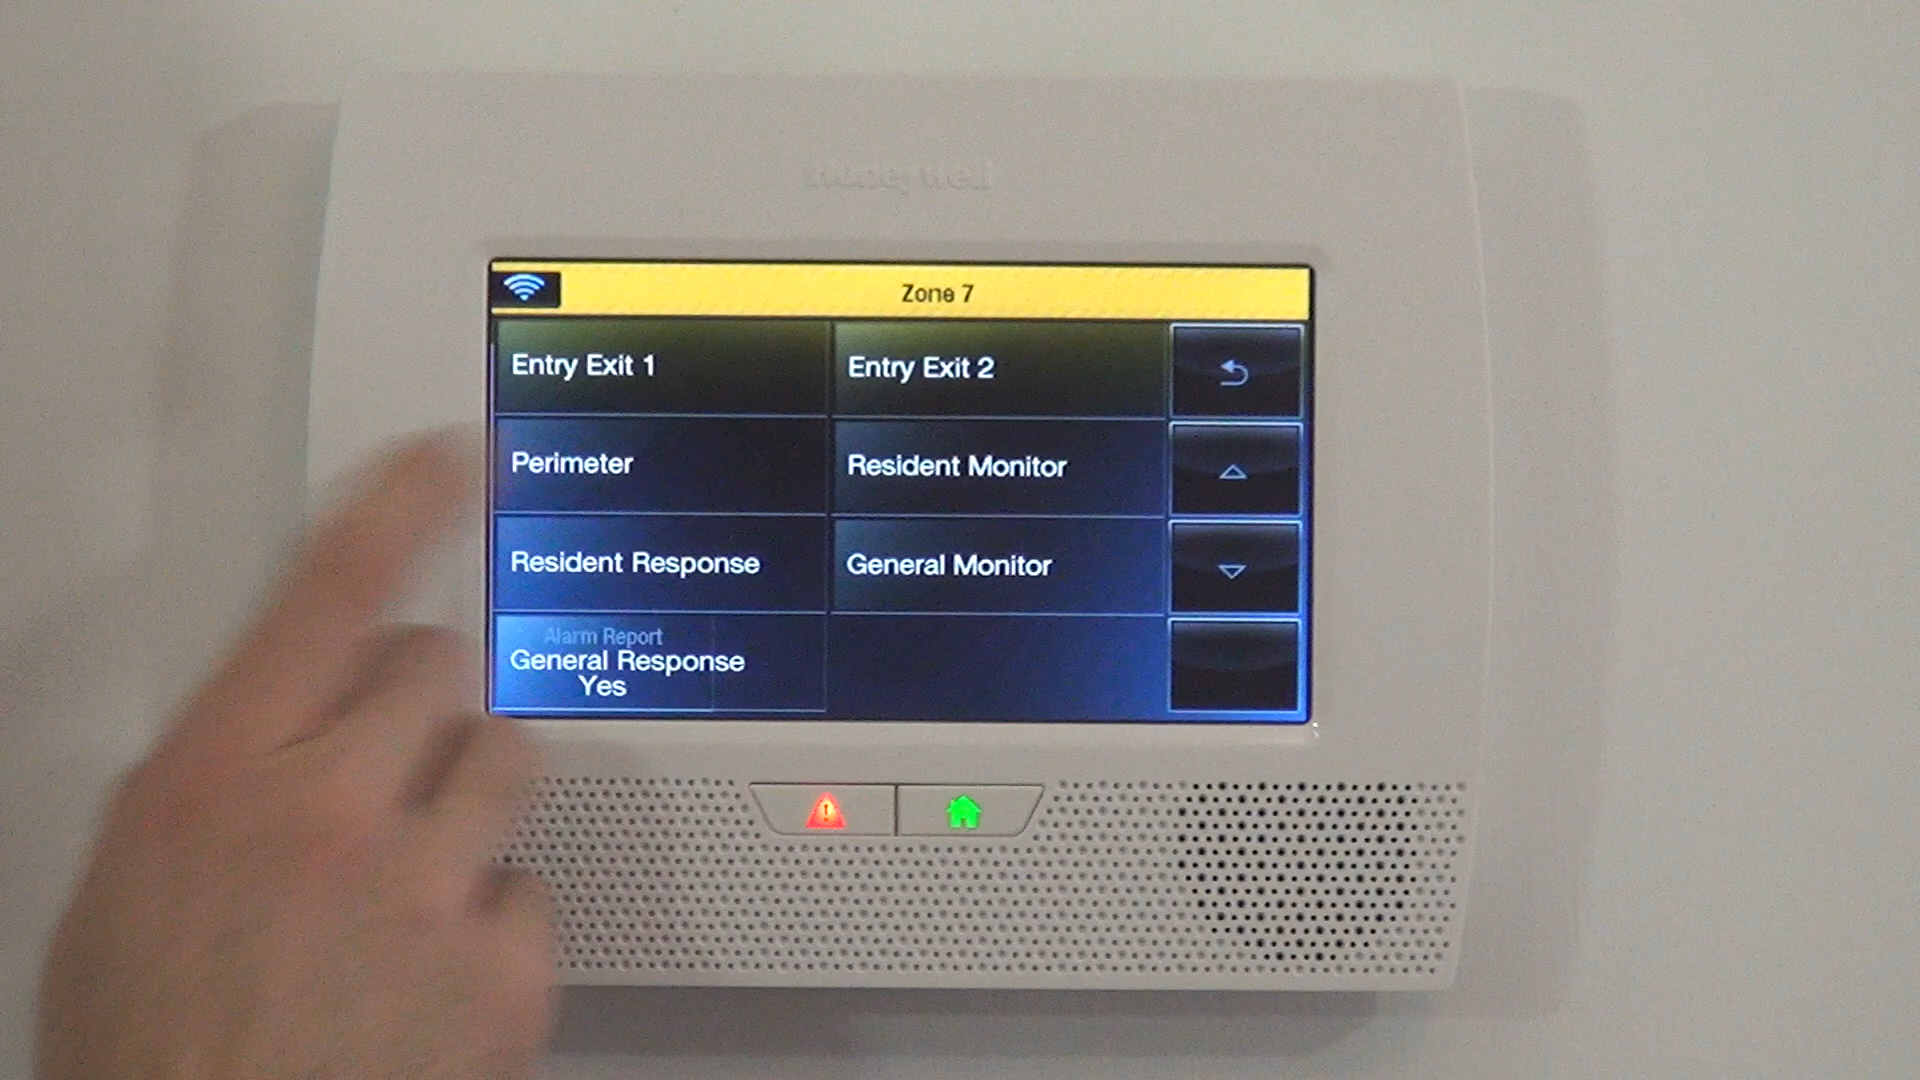 Honeywell
Zone 7
Entry Exit 1
Entry Exit 2
Perimeter
Resident Monitor
Resident Response
General Monitor
Alarm Report
General Response
Yes